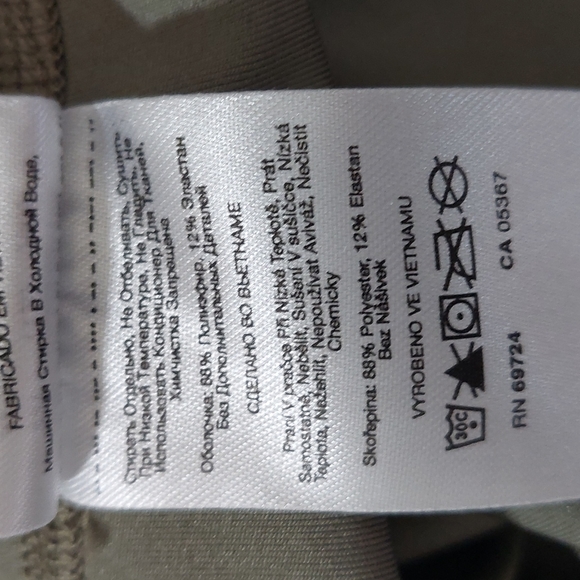 FABRICADO EM
Машинная Стирка В Холодной Воде,
Стирать Отдельно, Не Отбеливать, Сушить
При Низкой Температуре, Не Гладить, Не
Использовать Кондиционер Для Тканей,
Химчистка Запрещена
Оболочка: 88% Полиэфир, 12% Эластан
Без Дополнительных Деталей
СДЕЛАНО ВО ВЬЕТНАМЕ
Praní V pračce Při Nízká Teplotě, Prát
Samostatně, Nebělit, Sušení V sušičce, Nízká
Teplota, Nežehlit, Nepoužívat Aviváž, Nečistit
Chemicky
Skořepina: 88% Polyester, 12% Elastan
Bez Nášivek
VYROBENO VE VIETNAMU
30C
RN 69724 CA 05367